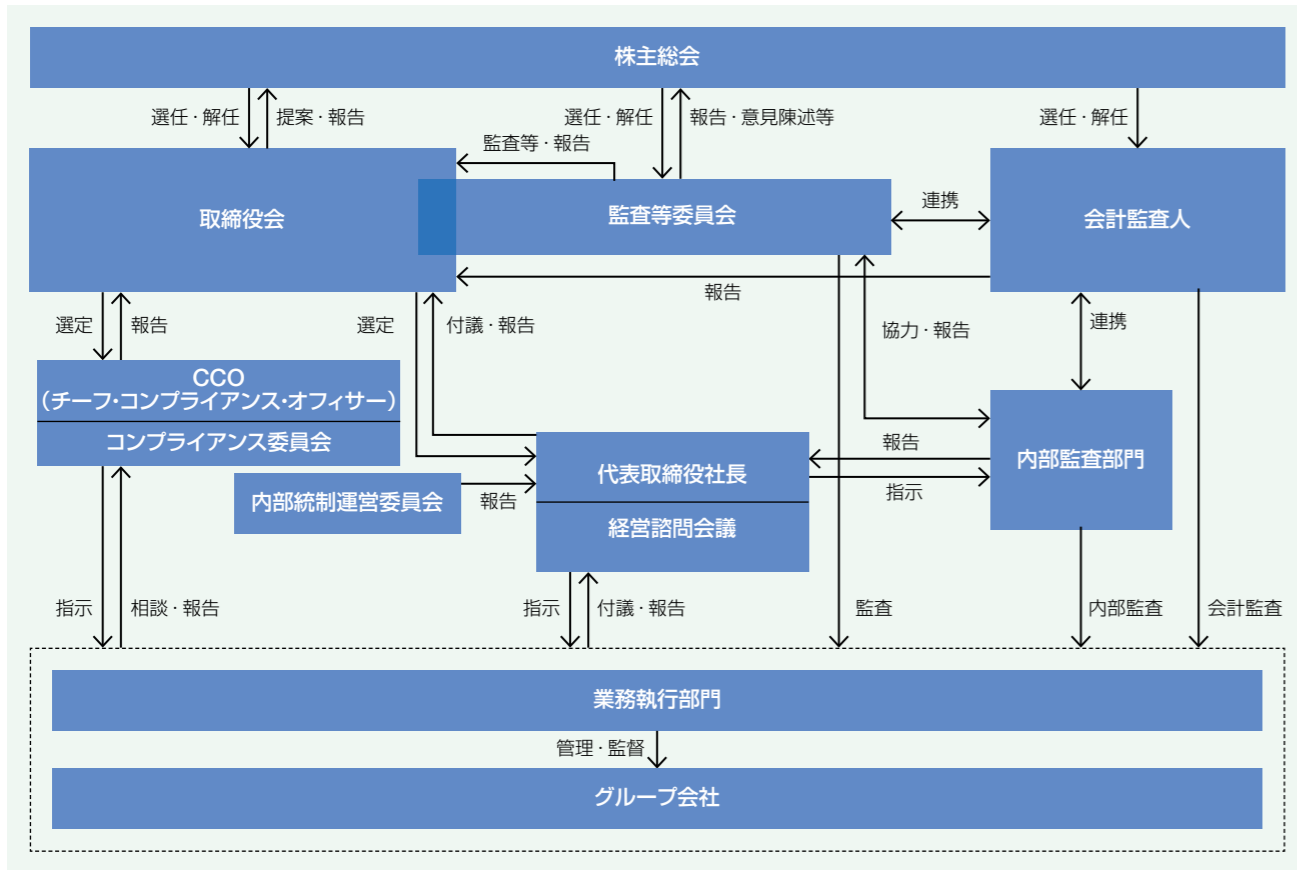 株主総会
選任・解任
提案・報告
選任・解任
報告・意見陳述等
選任・解任
監査等・報告
取締役会
監査等委員会
連携
会計監査人
報告
選定
報告
選定
付議・報告
協力・報告
連携
CCO
（チーフ・コンプライアンス・オフィサー）
コンプライアンス委員会
内部統制運営委員会
報告
代表取締役社長
経営諮問会議
報告
指示
内部監査部門
指示
相談・報告
指示
付議・報告
監査
内部監査
会計監査
業務執行部門
管理・監督
グループ会社